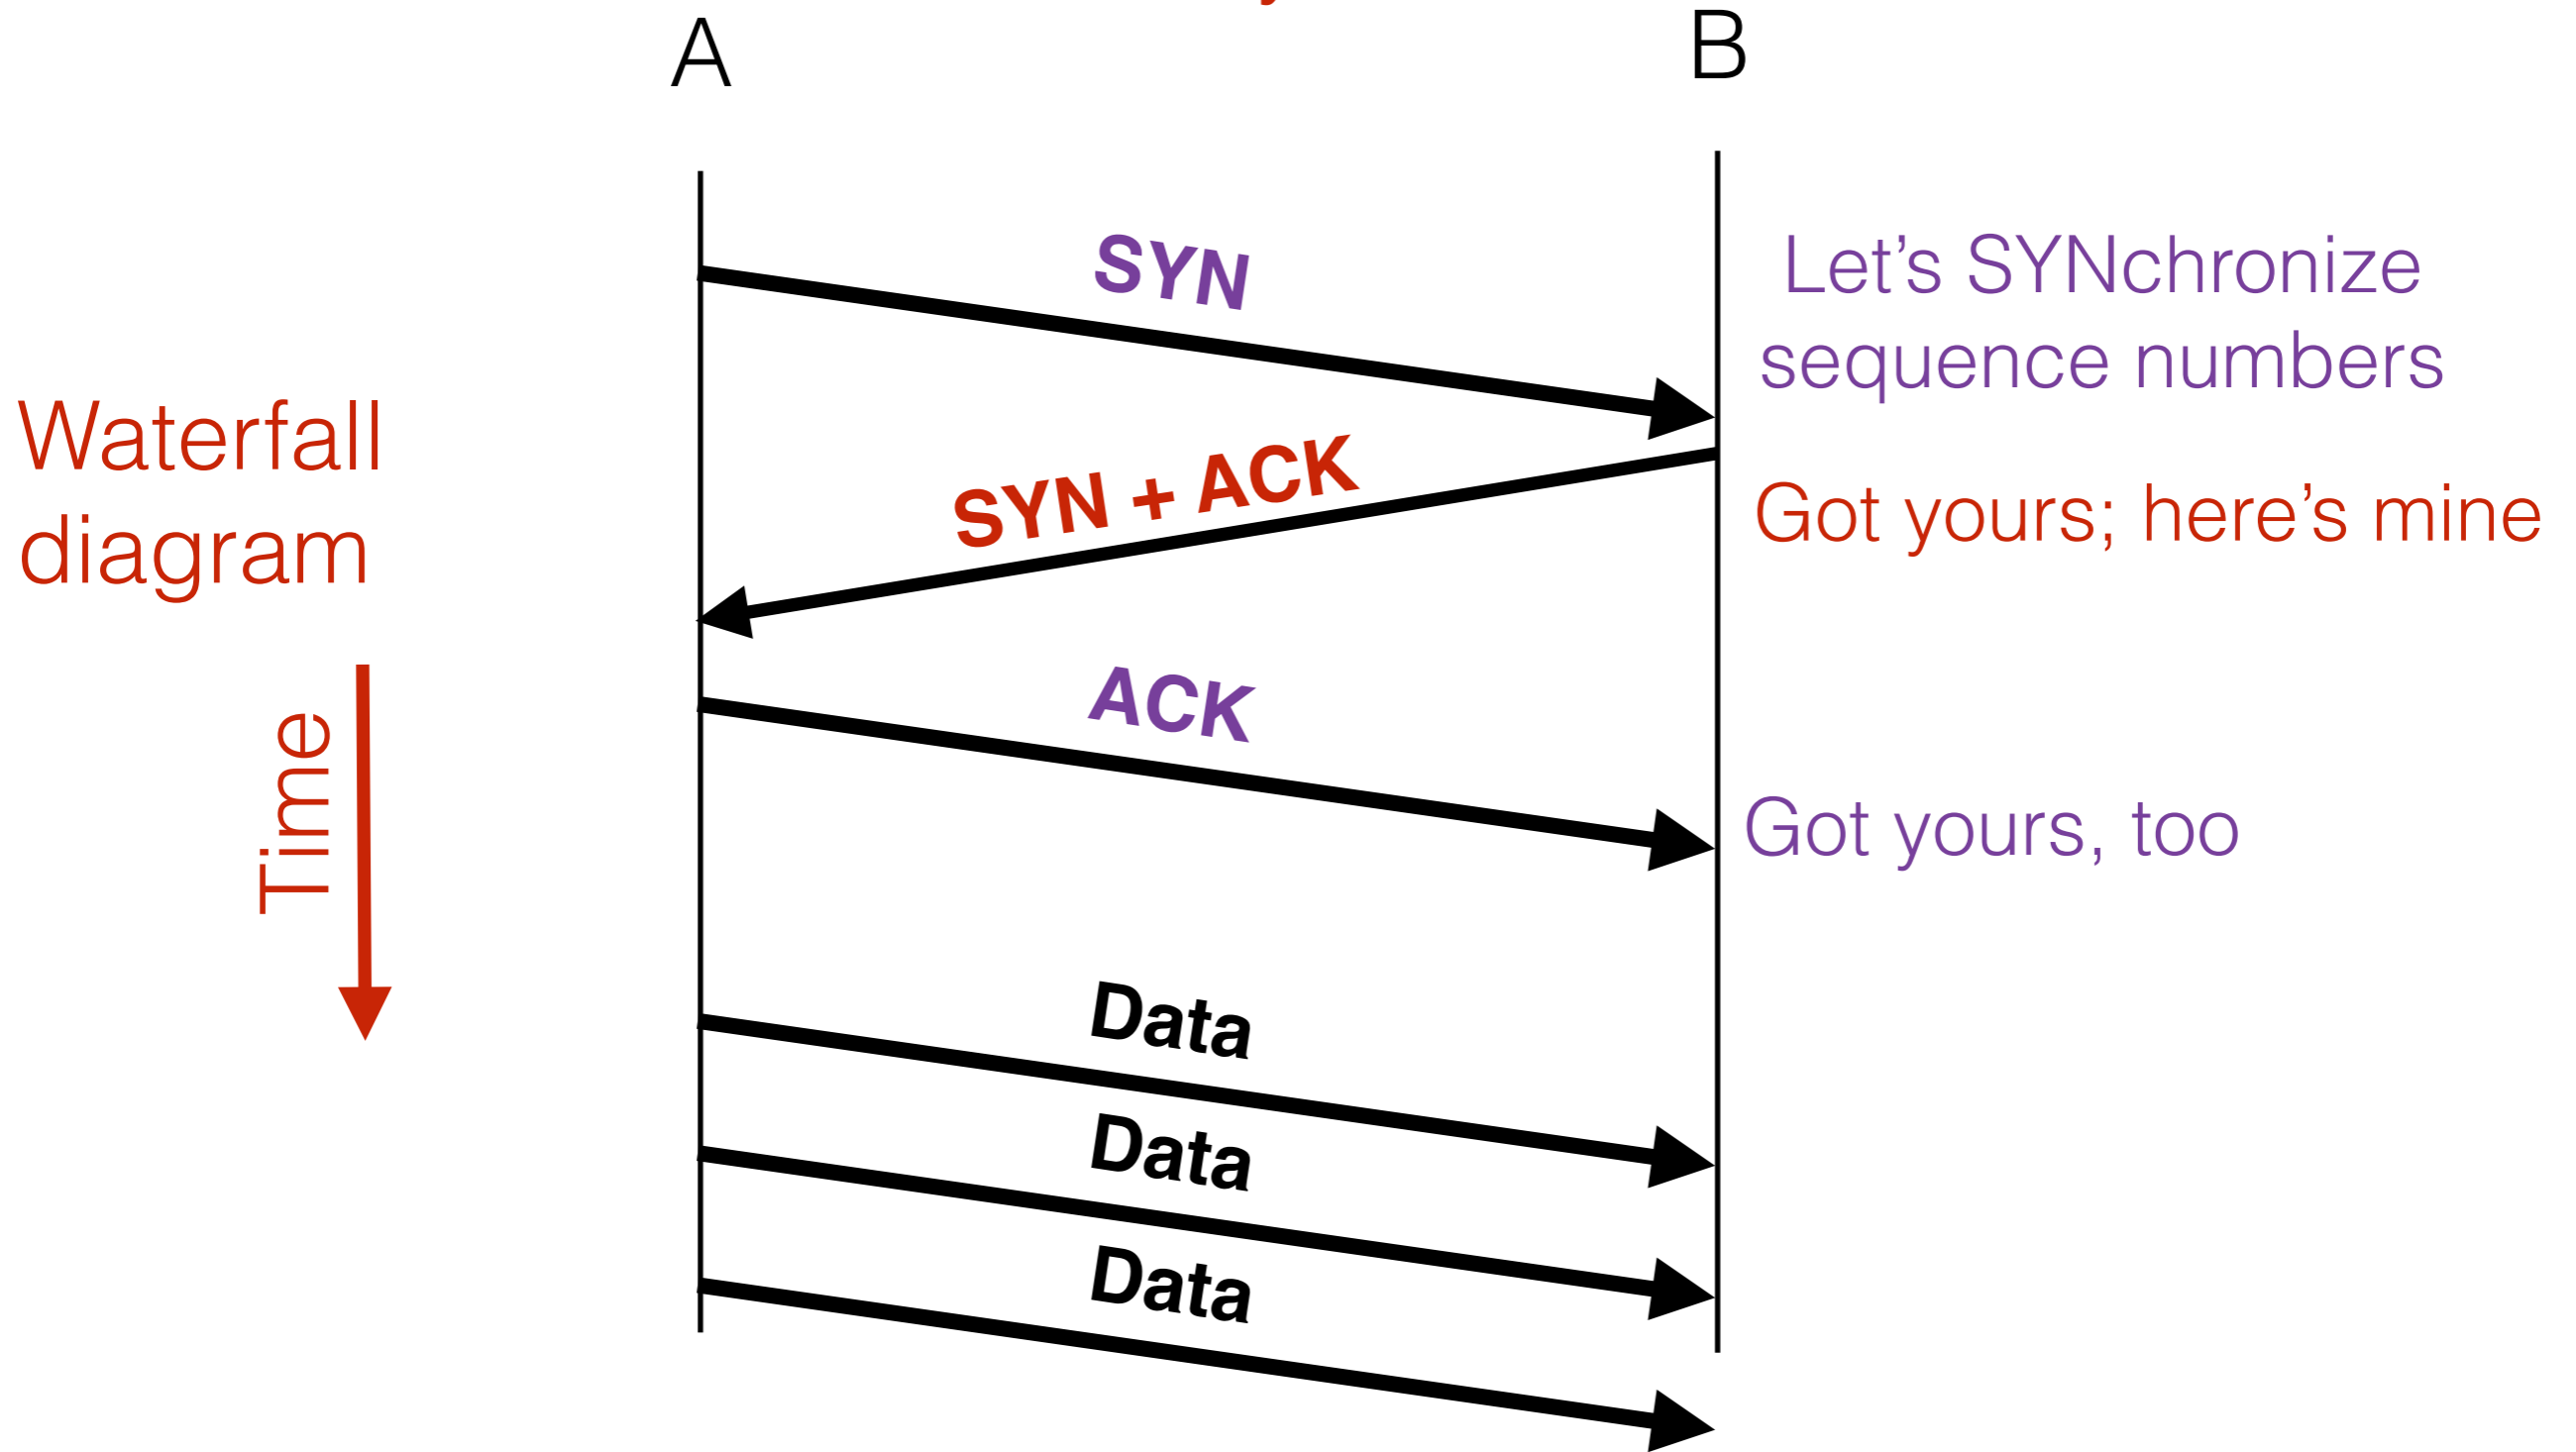 A
B
SYN
Let's SYNchronize
sequence numbers
Waterfall
diagram
SYN + ACK
Got yours; here's mine
Time
ACK
Got yours, too
Data
Data
Data